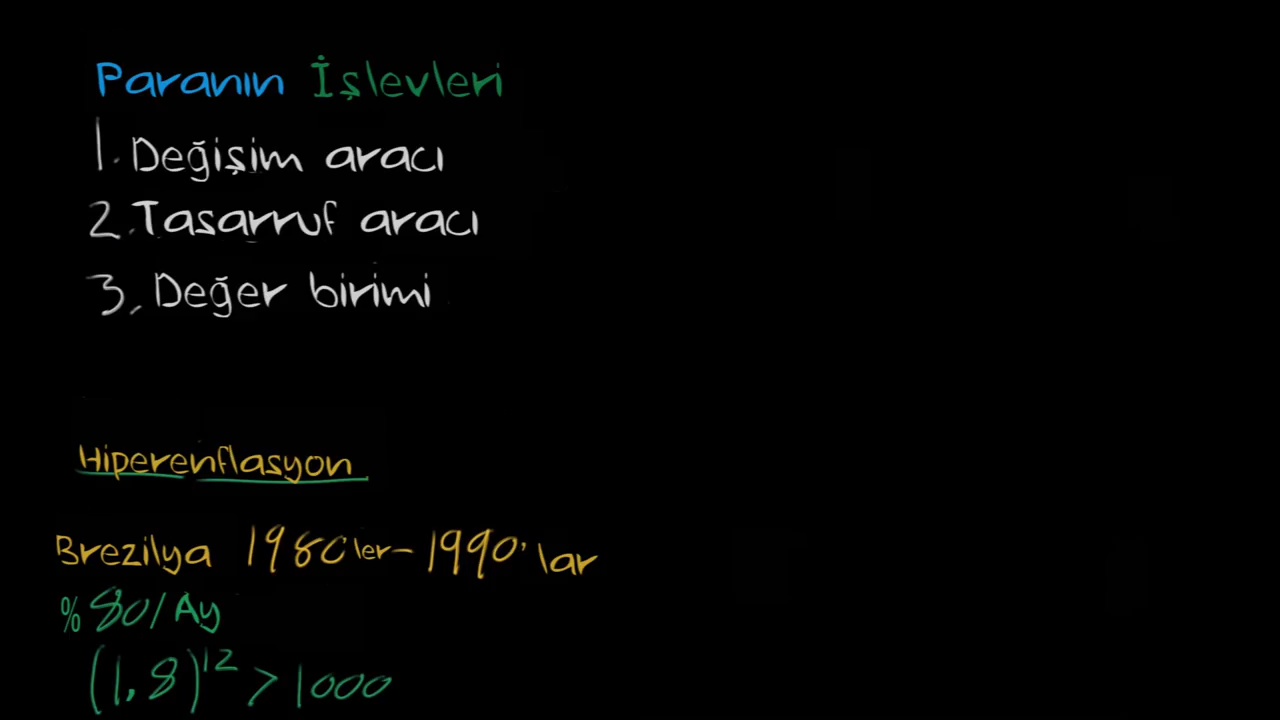 Paranın İşlevleri
1. Değişim aracı
2. Tasarruf aracı
3. Değer birimi
Hiperenflasyon
Brezilya 1980'ler - 1990'lar
%80/Ay
(1,8)¹² > 1000